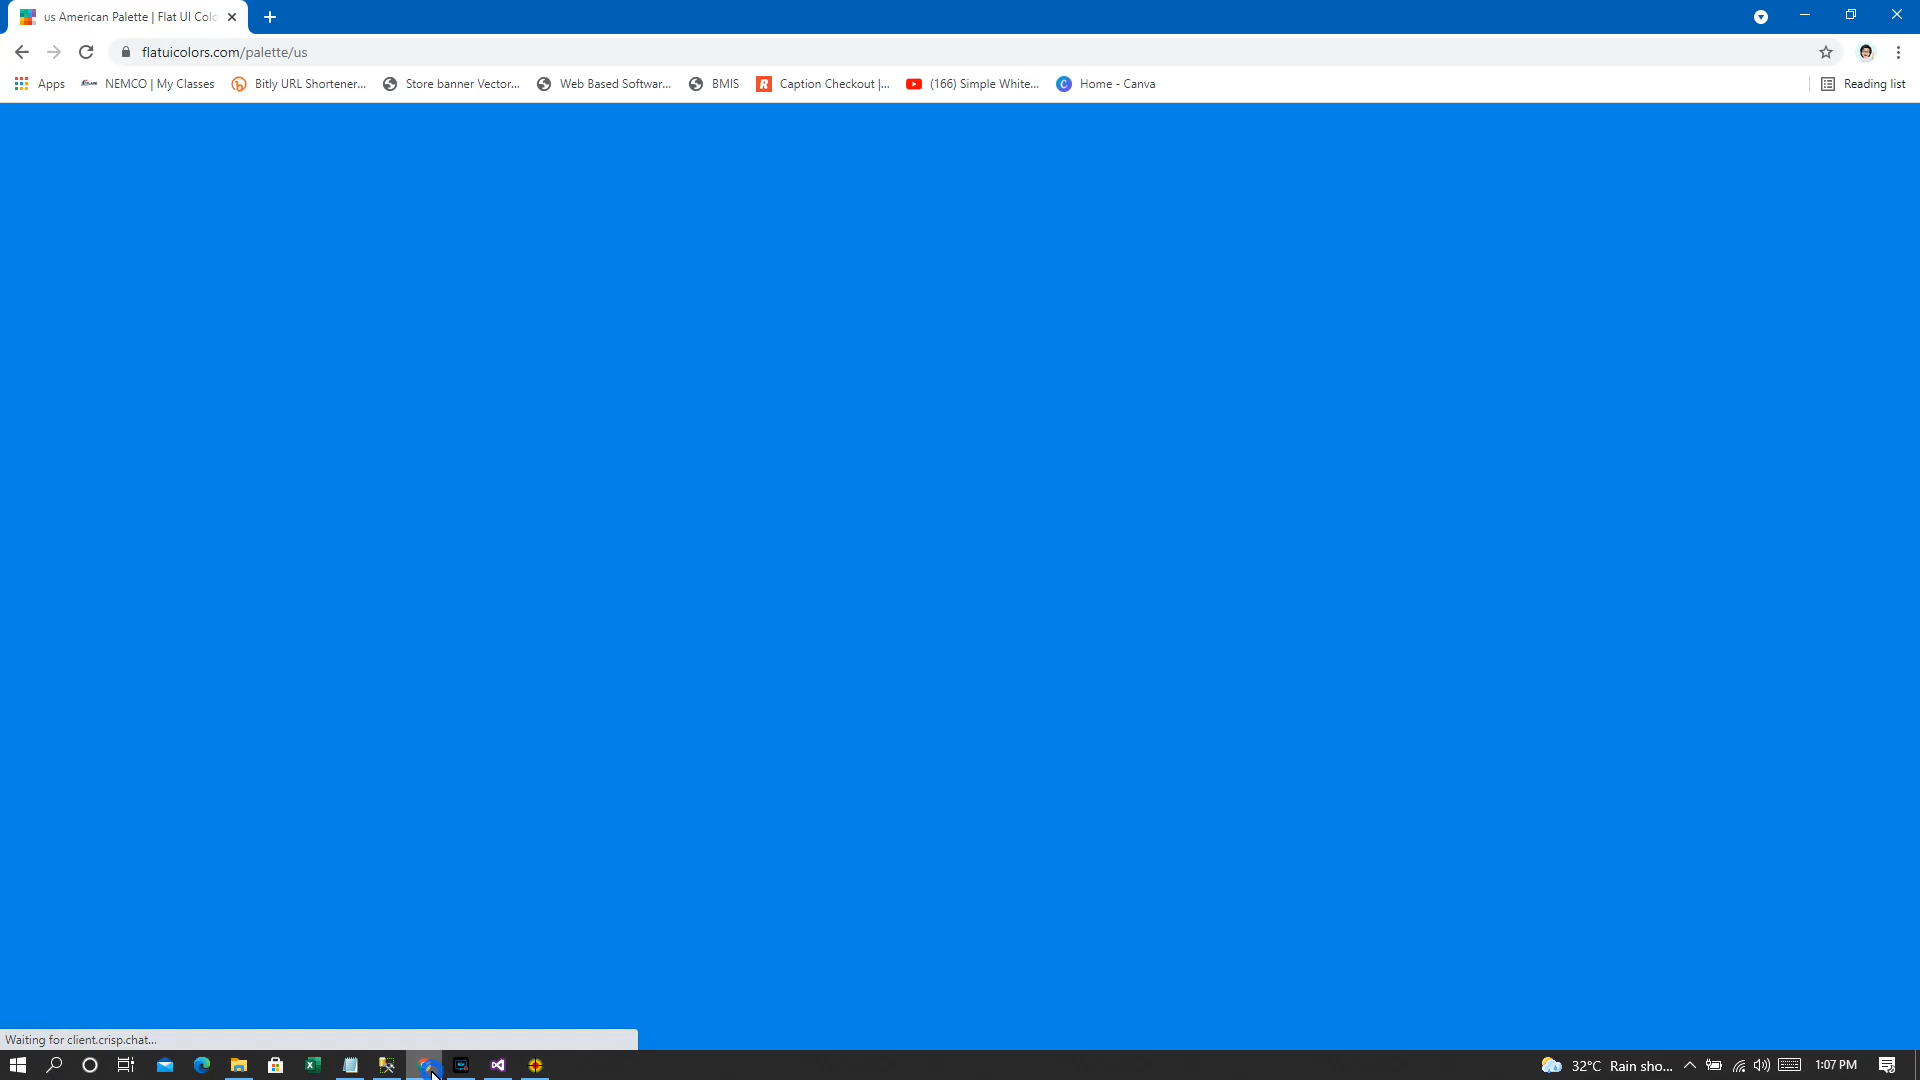 us American Palette | Flat UI Colo
flatuicolors.com/palette/us
Apps NEMCO | My Classes Bitly URL Shortener... Store banner Vector... Web Based Softwar... BMIS Caption Checkout |... (166) Simple White... Home - Canva Reading list
Waiting for client.crisp.chat...
32°C Rain sho... 1:07 PM